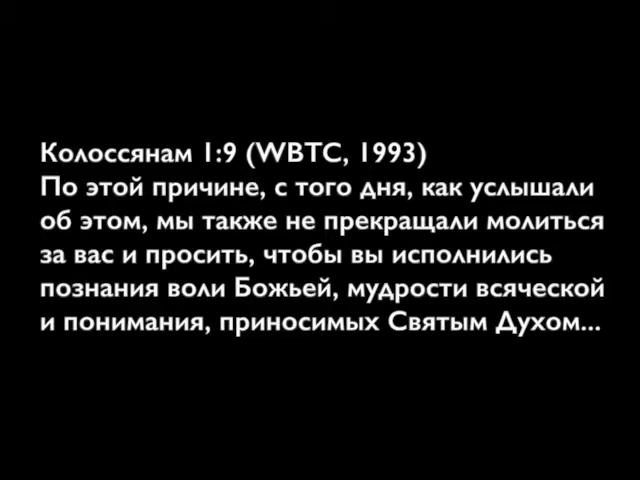 Колоссянам 1:9 (WBTC, 1993)
По этой причине, с того дня, как услышали
об этом, мы также не прекращали молиться
за вас и просить, чтобы вы исполнились
познания воли Божьей, мудрости всяческой
и понимания, приносимых Святым Духом...